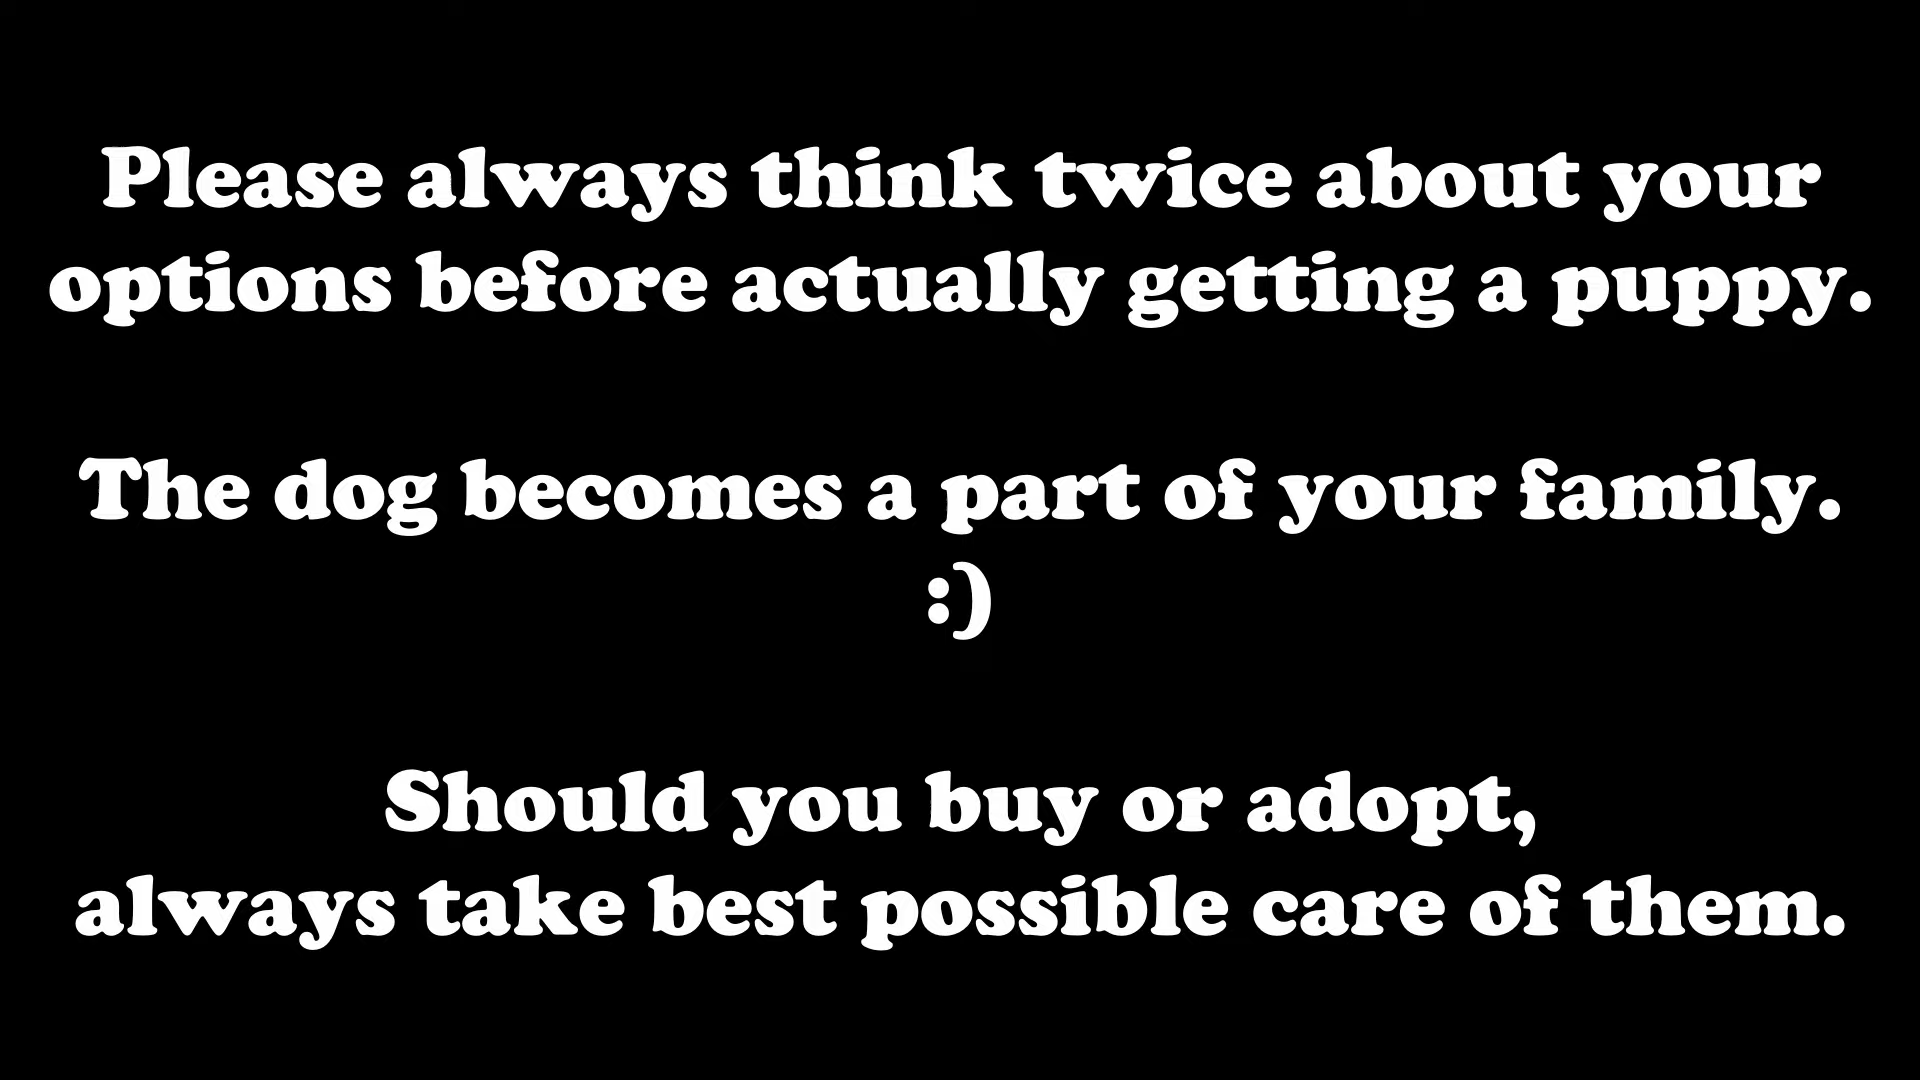 Please always think twice about your
options before actually getting a puppy.
The dog becomes a part of your family.
:)
Should you buy or adopt,
always take best possible care of them.